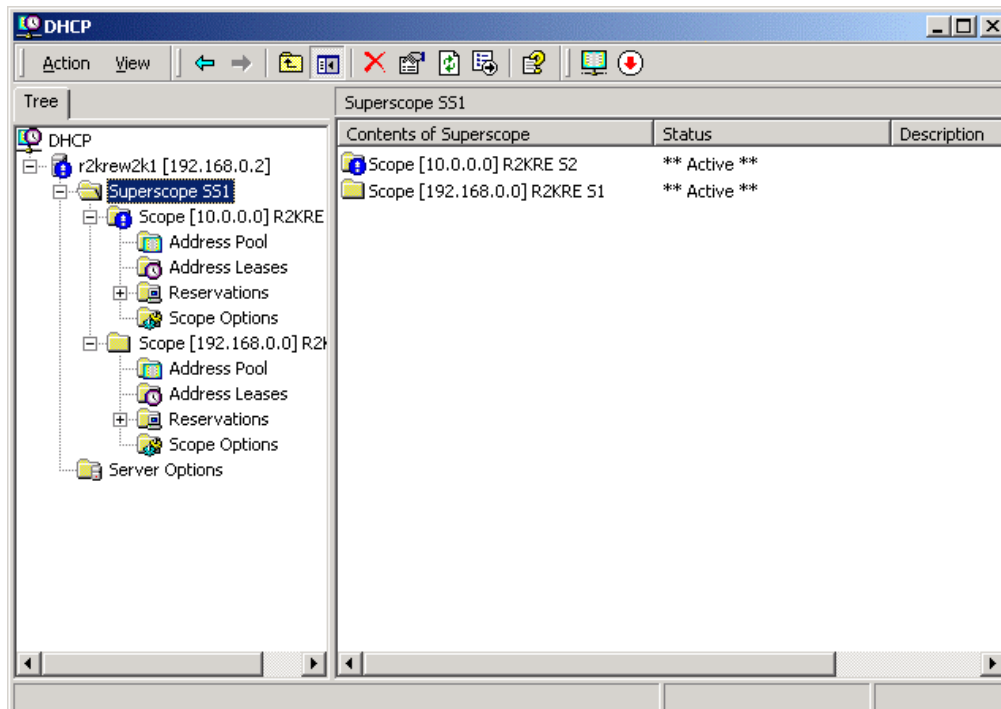 DHCP
Action View
Tree
Superscope SS1
DHCP
r2krew2k1 [192.168.0.2]
Superscope SS1
Scope [10.0.0.0] R2KRE
Address Pool
Address Leases
Reservations
Scope Options
Scope [192.168.0.0] R2K
Address Pool
Address Leases
Reservations
Scope Options
Server Options
Contents of Superscope Status Description
Scope [10.0.0.0] R2KRE S2 ** Active **
Scope [192.168.0.0] R2KRE S1 ** Active **